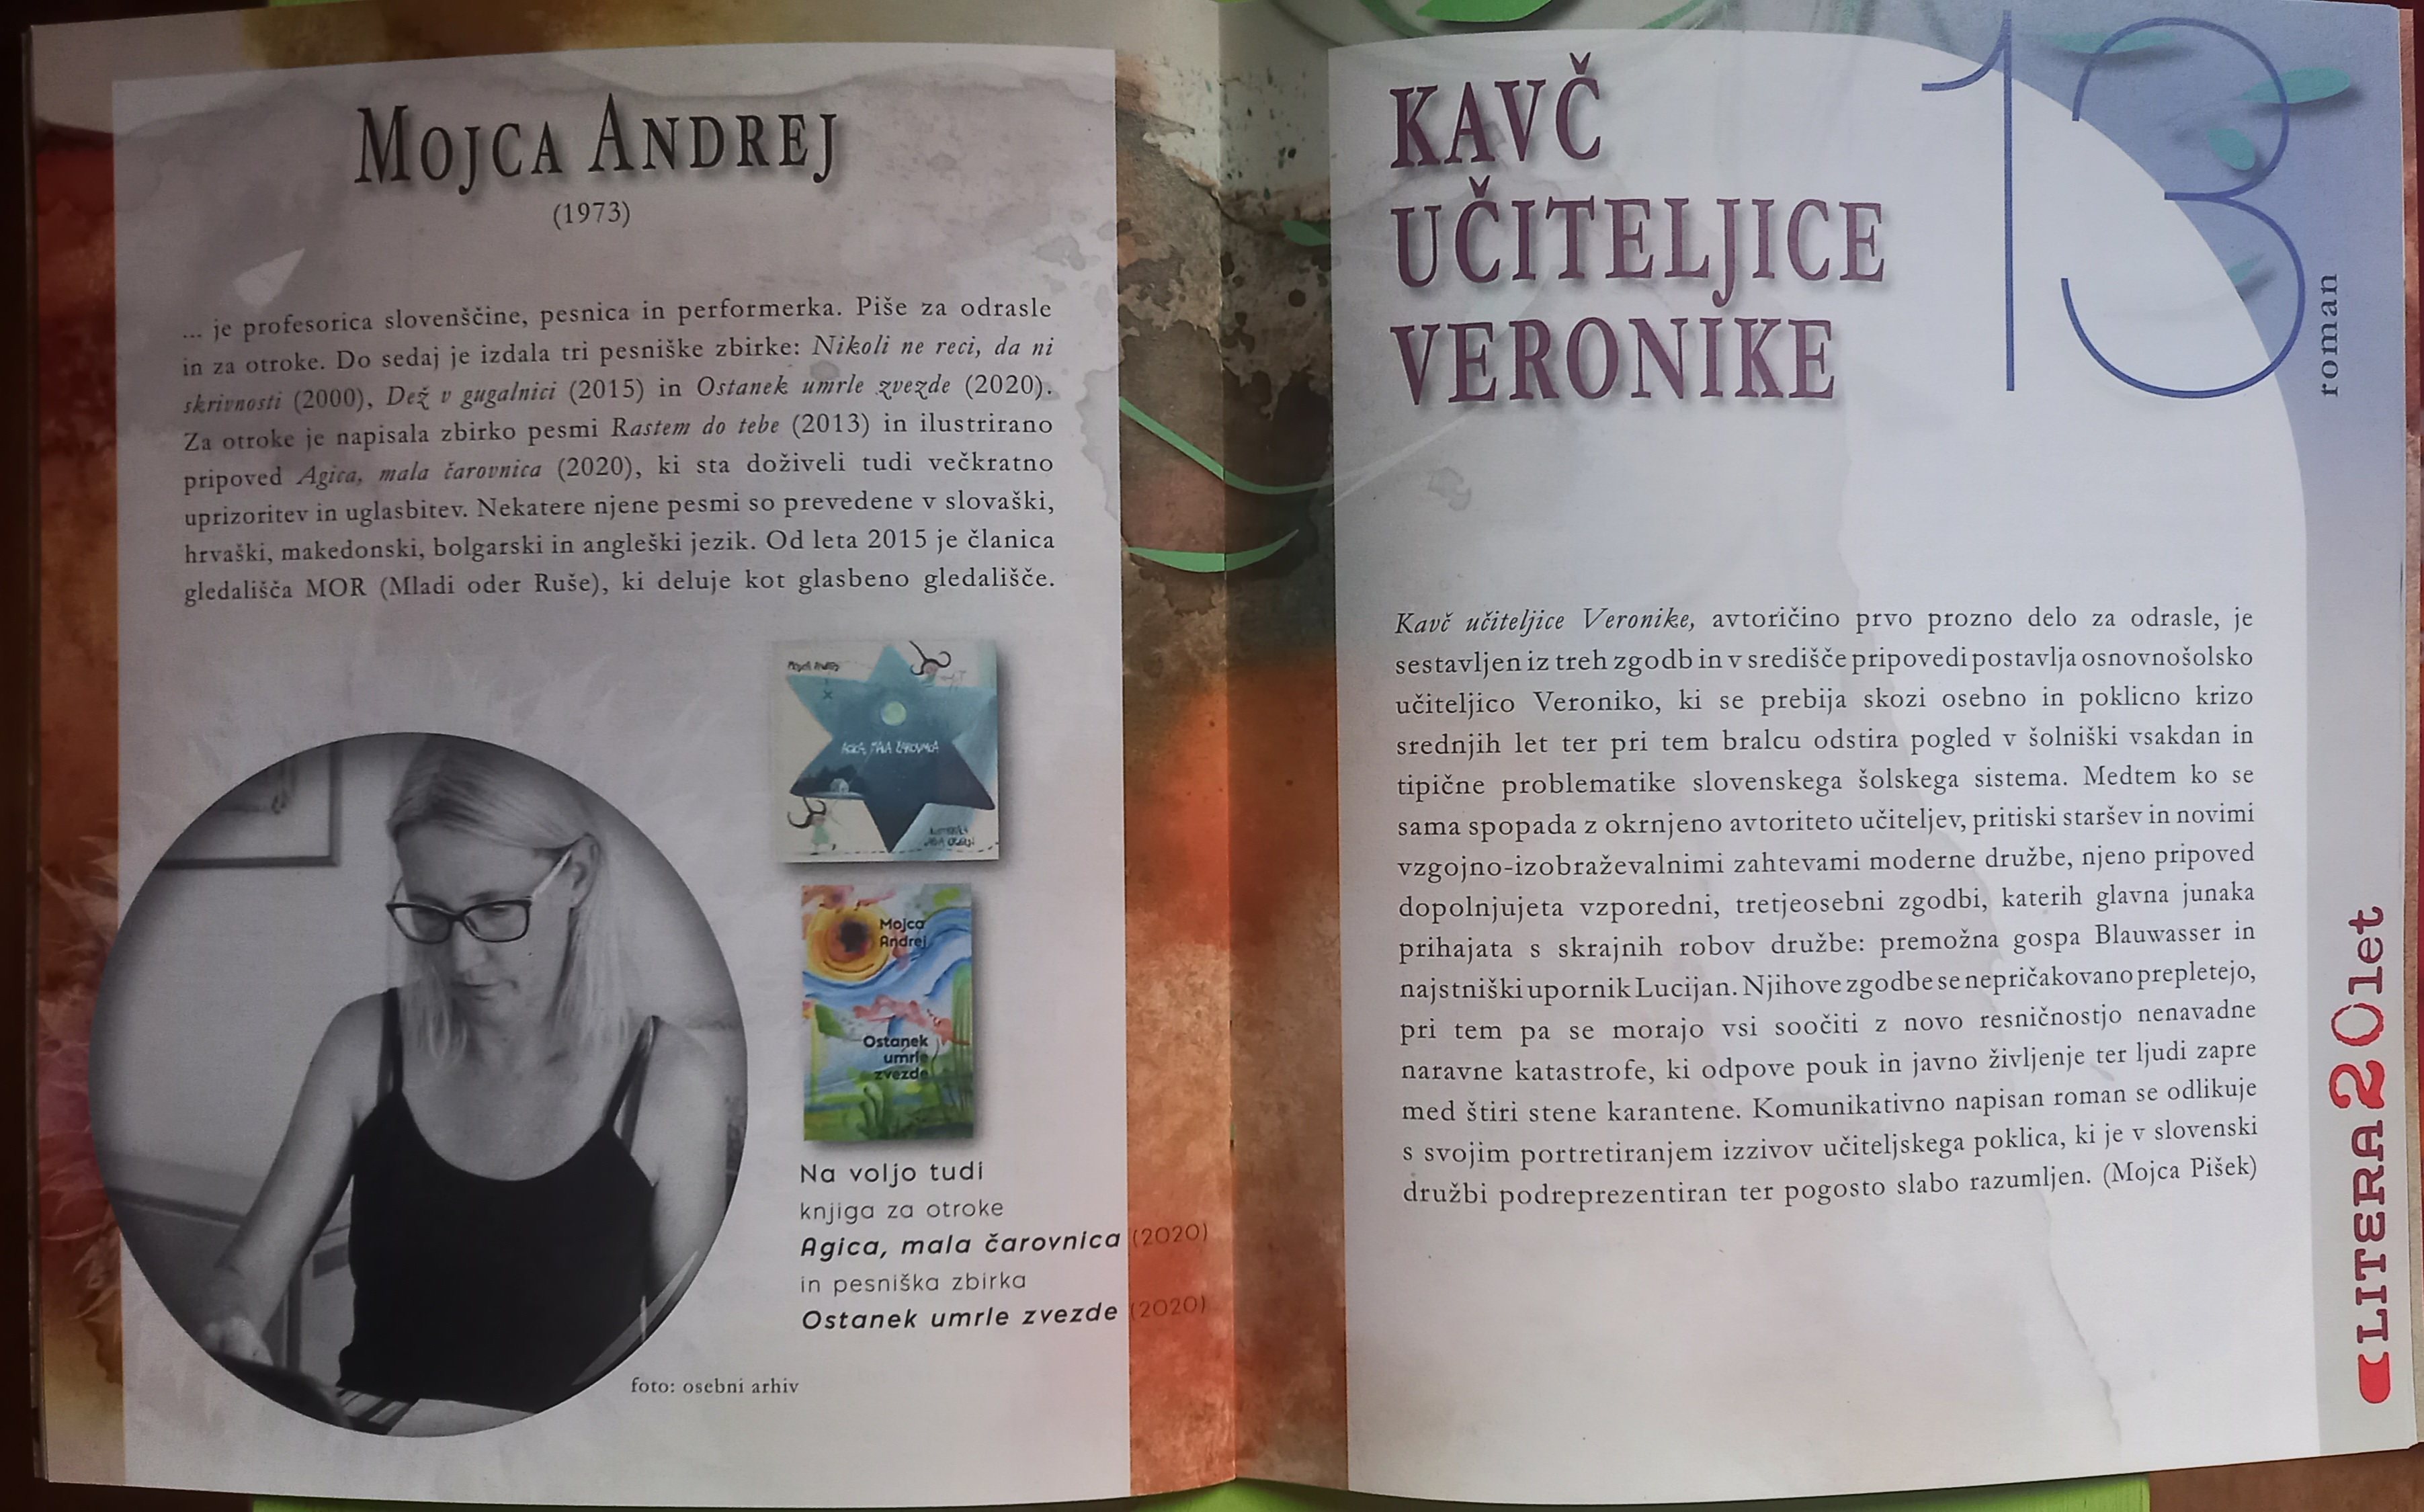 MOJCA ANDREJ
(1973)
... je profesorica slovenščine, pesnica in performerka. Piše za odrasle
in za otroke. Do sedaj je izdala tri pesniške zbirke: Nikoli ne reci, da ni
skrivnosti (2000), Dež v gugalnici (2015) in Ostanek umrle zvezde (2020).
Za otroke je napisala zbirko pesmi Rastem do tebe (2013) in ilustrirano
pripoved Agica, mala čarovnica (2020), ki sta doživeli tudi večkratno
uprizoritev in uglasbitev. Nekatere njene pesmi so prevedene v slovaški,
hrvaški, makedonski, bolgarski in angleški jezik. Od leta 2015 je članica
gledališča MOR (Mladi oder Ruše), ki deluje kot glasbeno gledališče.
AGICA, MALA ČAROVNICA
Mojca
Andrej
Ostanek
umrle
zvezde
Na voljo tudi
knjiga za otroke
Agica, mala čarovnica (2020)
in pesniška zbirka
Ostanek umrle zvezde (2020)
foto: osebni arhiv
KAVČ
UČITELJICE
VERONIKE
13
roman
Kavč učiteljice Veronike, avtoričino prvo prozno delo za odrasle, je
sestavljen iz treh zgodb in v središče pripovedi postavlja osnovnošolsko
učiteljico Veroniko, ki se prebija skozi osebno in poklicno krizo
srednjih let ter pri tem bralcu odstira pogled v šolniški vsakdan in
tipične problematike slovenskega šolskega sistema. Medtem ko se
sama spopada z okrnjeno avtoriteto učiteljev, pritiski staršev in novimi
vzgojno-izobraževalnimi zahtevami moderne družbe, njeno pripoved
dopolnjujeta vzporedni, tretjeosebni zgodbi, katerih glavna junaka
prihajata s skrajnih robov družbe: premožna gospa Blauwasser in
najstniški upornik Lucijan. Njihove zgodbe se nepričakovano prepletejo,
pri tem pa se morajo vsi soočiti z novo resničnostjo nenavadne
naravne katastrofe, ki odpove pouk in javno življenje ter ljudi zapre
med štiri stene karantene. Komunikativno napisan roman se odlikuje
s svojim portretiranjem izzivov učiteljskega poklica, ki je v slovenski
družbi podreprezentiran ter pogosto slabo razumljen. (Mojca Pišek)
LITERA20let